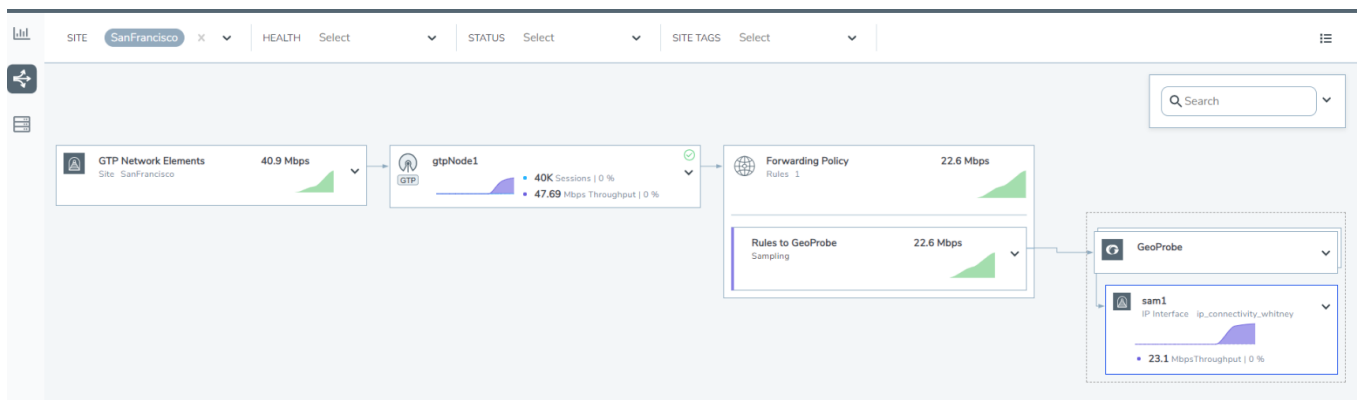 SITE SanFrancisco × HEALTH Select STATUS Select SITE TAGS Select
Search
GTP Network Elements 40.9 Mbps
Site SanFrancisco
gtpNode1
GTP
40K Sessions | 0 %
47.69 Mbps Throughput | 0 %
Forwarding Policy 22.6 Mbps
Rules 1
Rules to GeoProbe 22.6 Mbps
Sampling
GeoProbe
sam1
IP Interface ip_connectivity_whitney
23.1 MbpsThroughput | 0 %